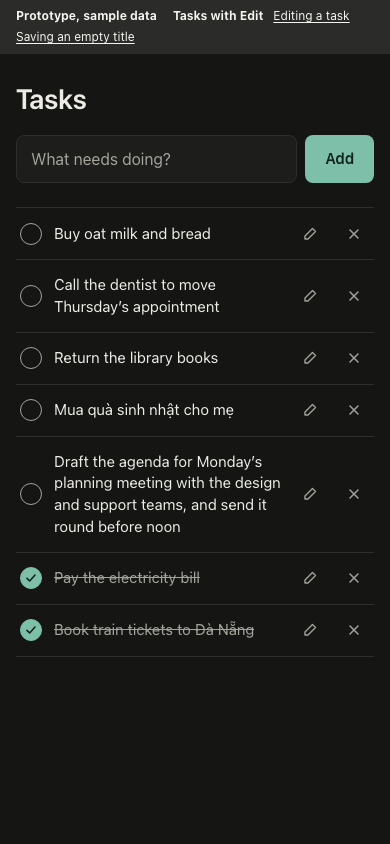 Prototype, sample data Tasks with Edit Editing a task
Saving an empty title
Tasks
What needs doing? Add
Buy oat milk and bread
Call the dentist to move
Thursday’s appointment
Return the library books
Mua quà sinh nhật cho mẹ
Draft the agenda for Monday’s
planning meeting with the design
and support teams, and send it
round before noon
Pay the electricity bill
Book train tickets to Đà Nẵng